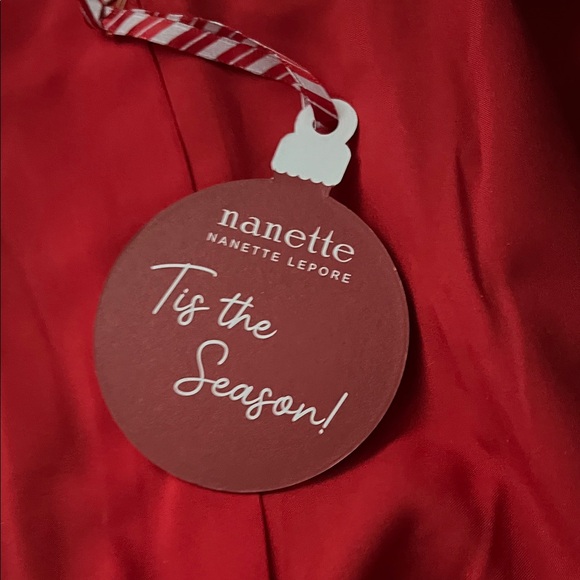 nanette
NANETTE LEPORE
Tis the
Season!